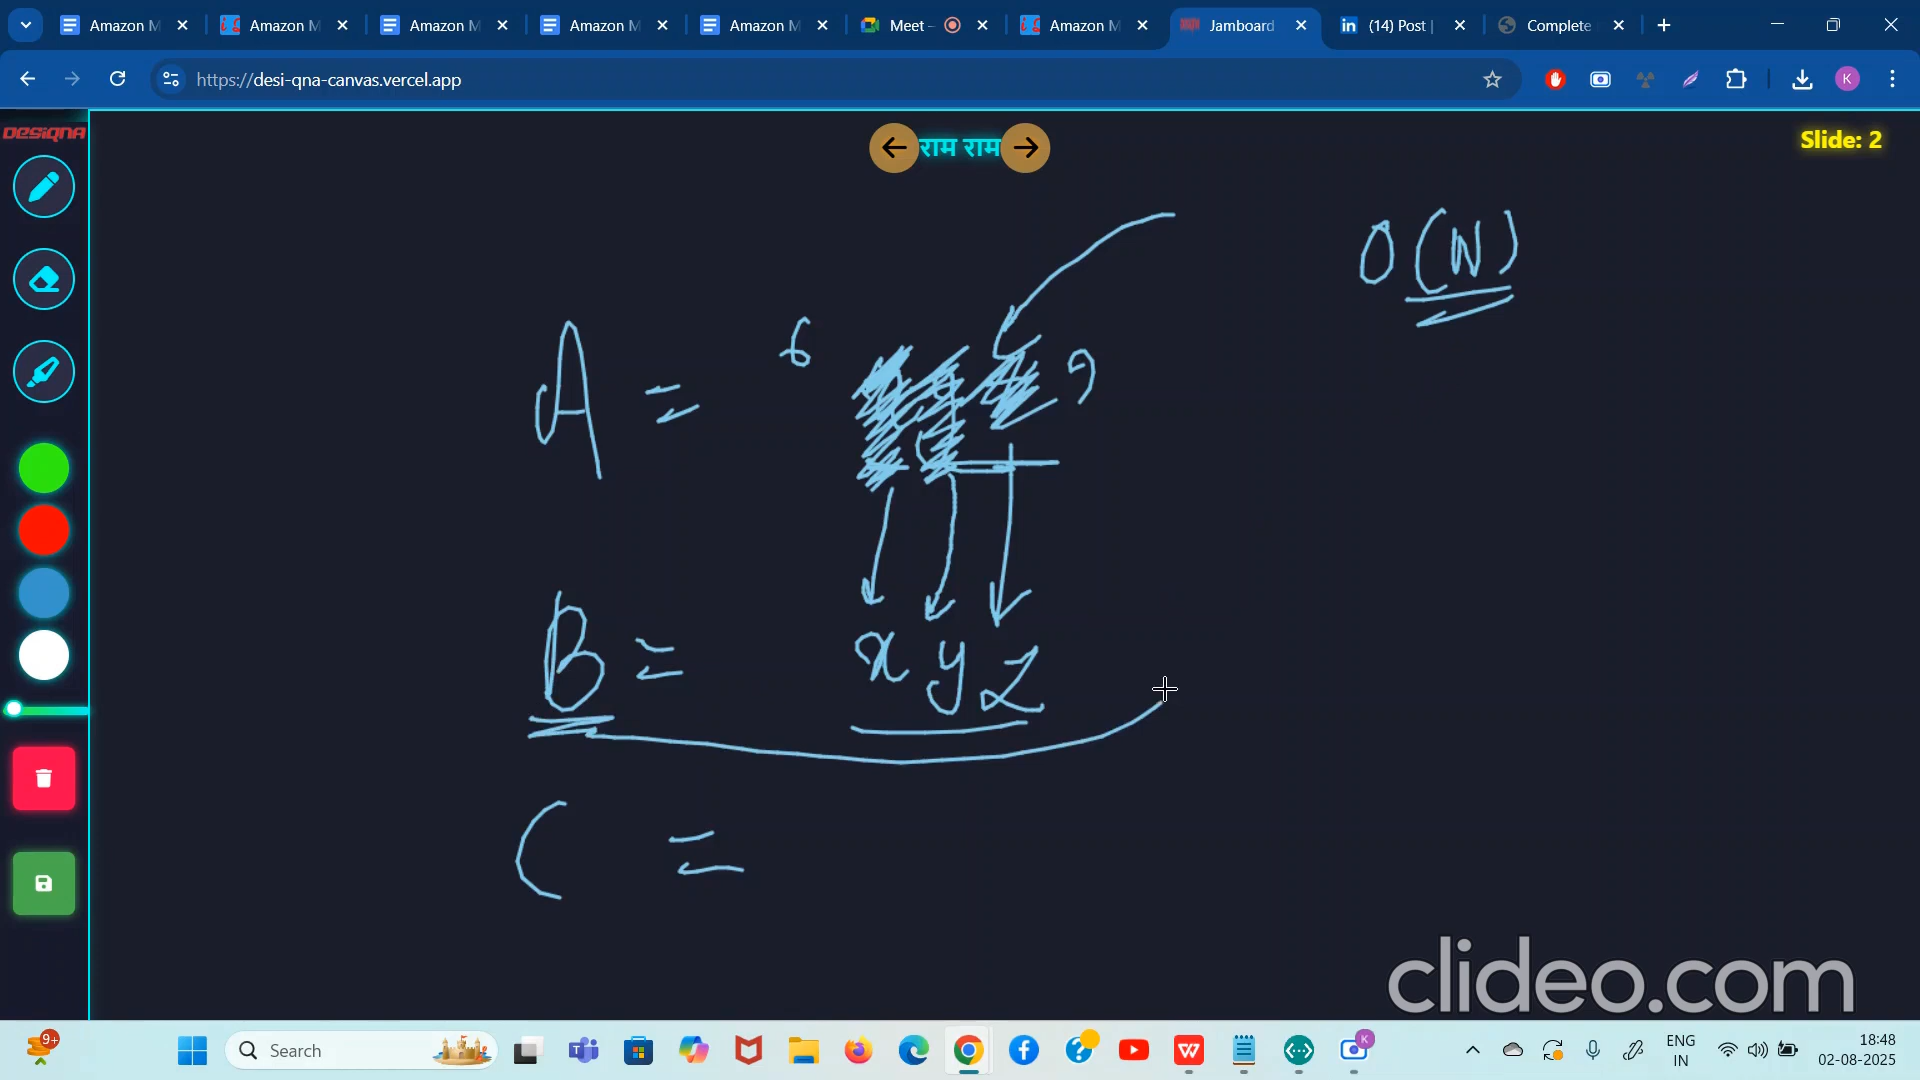 Amazon M
Amazon M
Amazon M
Amazon M
Amazon M
Meet -
Amazon M
Jamboard
(14) Post |
Complete
https://desi-qna-canvas.vercel.app
K
DESIQNA
राम राम
Slide: 2
O(N)
A =
B = x y z
C =
clideo.com
9+
Search
K
ENG
IN
18:48
02-08-2025